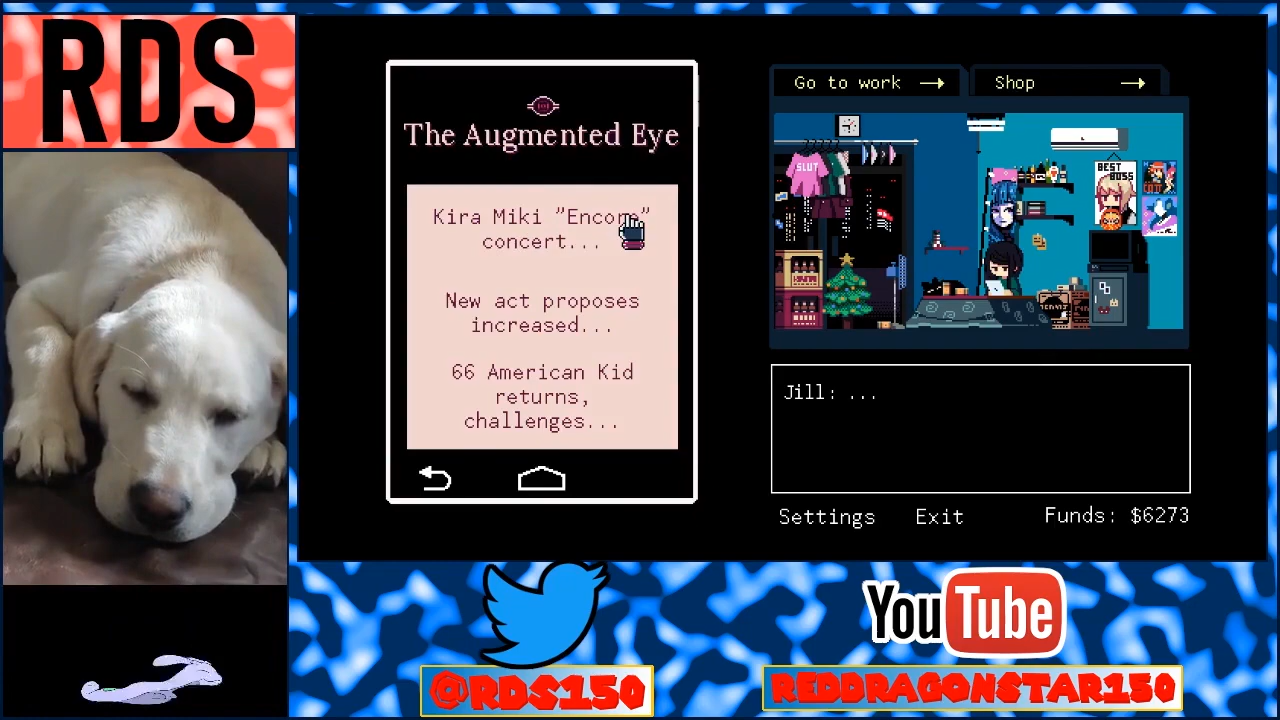 RDS
The Augmented Eye
Kira Miki "Encore"
concert...
New act proposes
increased...
66 American Kid
returns,
challenges...
Go to work
Shop
SLUT
BEST
BOSS
Jill: ...
Settings
Exit
Funds: $6273
YouTube
@RDS150
REDDRAGONSTAR150